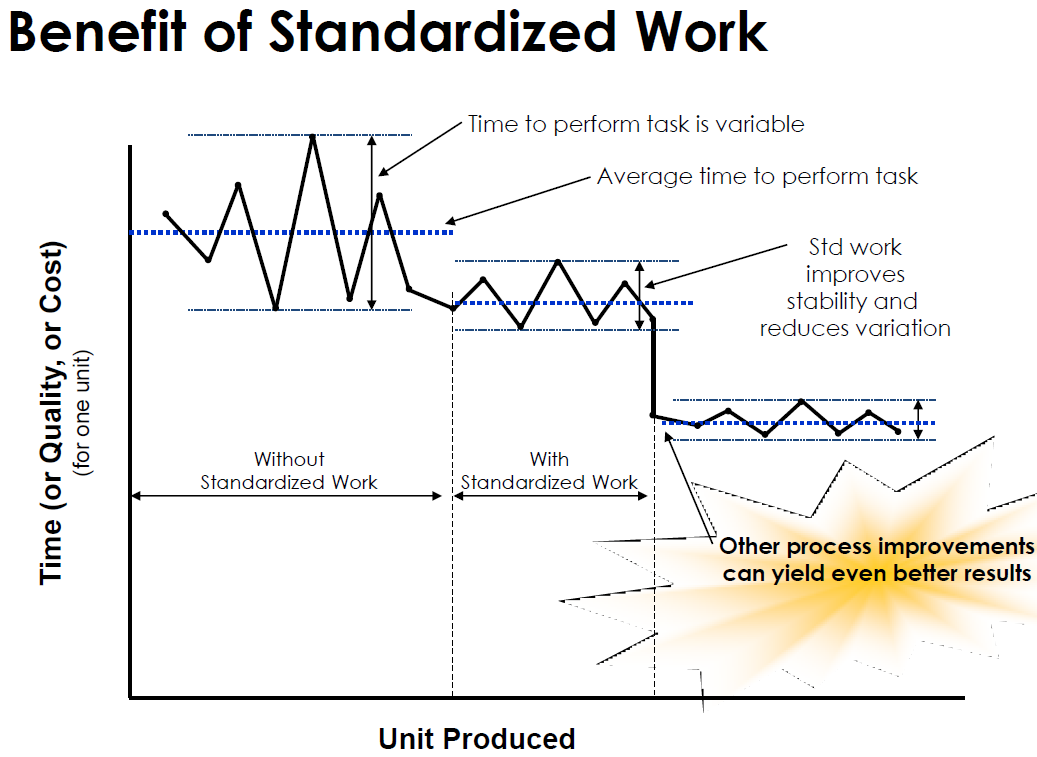 Benefit of Standardized Work
Time to perform task is variable
Average time to perform task
Std work
improves
stability and
reduces variation
Time (or Quality, or Cost)
(for one unit)
Without
Standardized Work
With
Standardized Work
Other process improvements
can yield even better results
Unit Produced